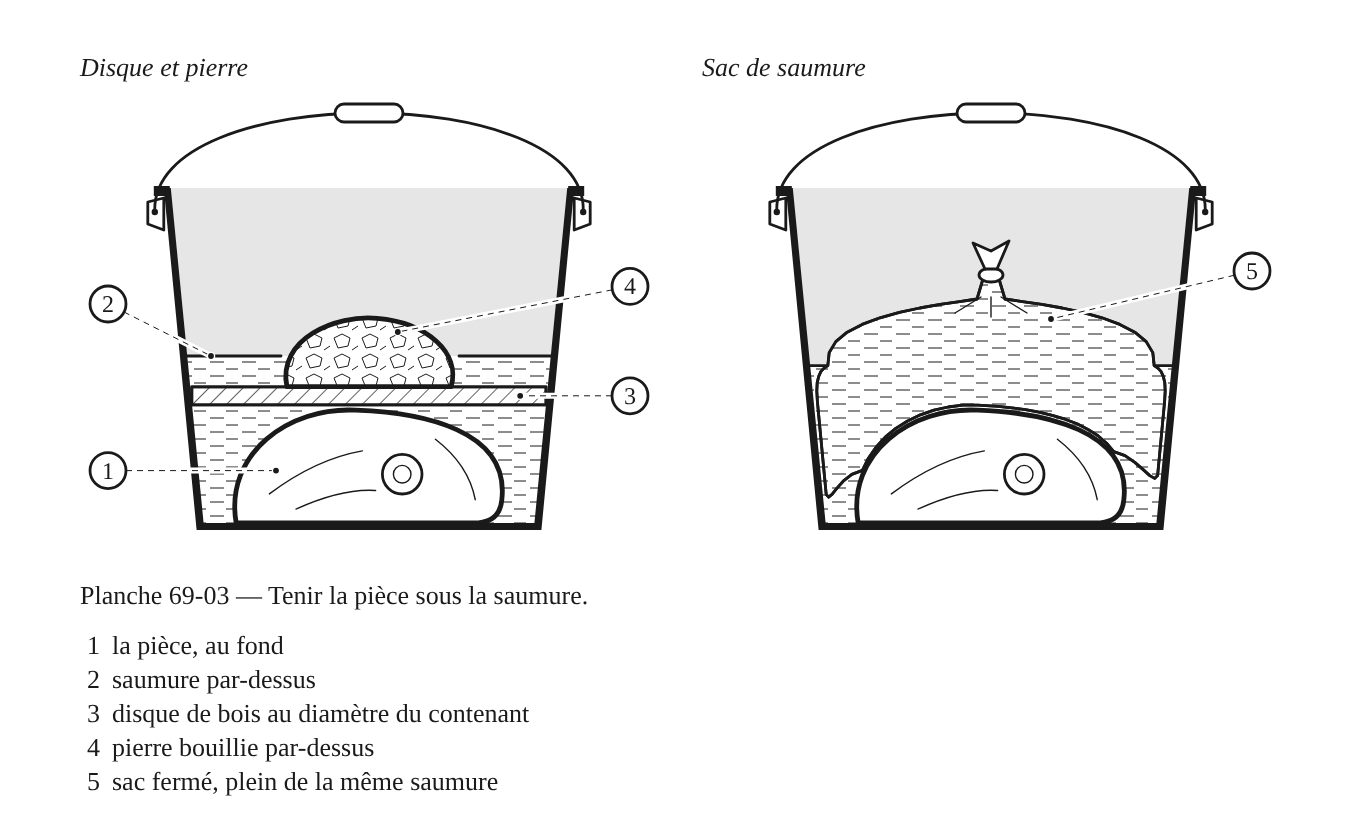 Disque et pierre
Sac de saumure
2
4
3
1
5
Planche 69-03 — Tenir la pièce sous la saumure.
1 la pièce, au fond
2 saumure par-dessus
3 disque de bois au diamètre du contenant
4 pierre bouillie par-dessus
5 sac fermé, plein de la même saumure